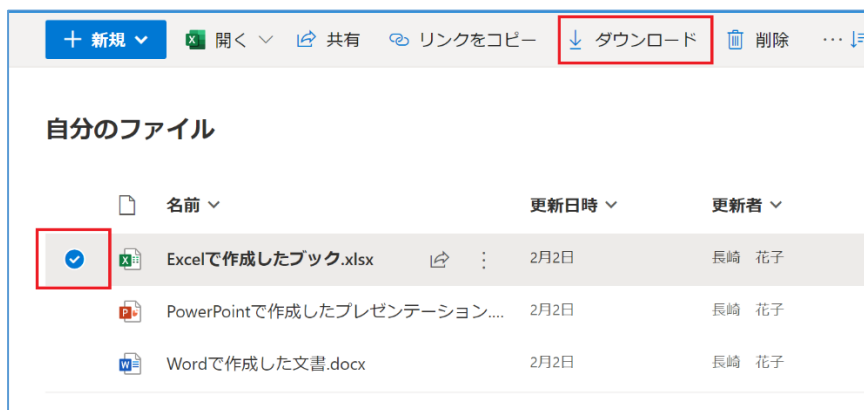 新規 開く 共有 リンクをコピー ダウンロード 削除 ...
自分のファイル
名前 更新日時 更新者
Excelで作成したブック.xlsx 2月2日 長崎 花子
PowerPointで作成したプレゼンテーション.... 2月2日 長崎 花子
Wordで作成した文書.docx 2月2日 長崎 花子